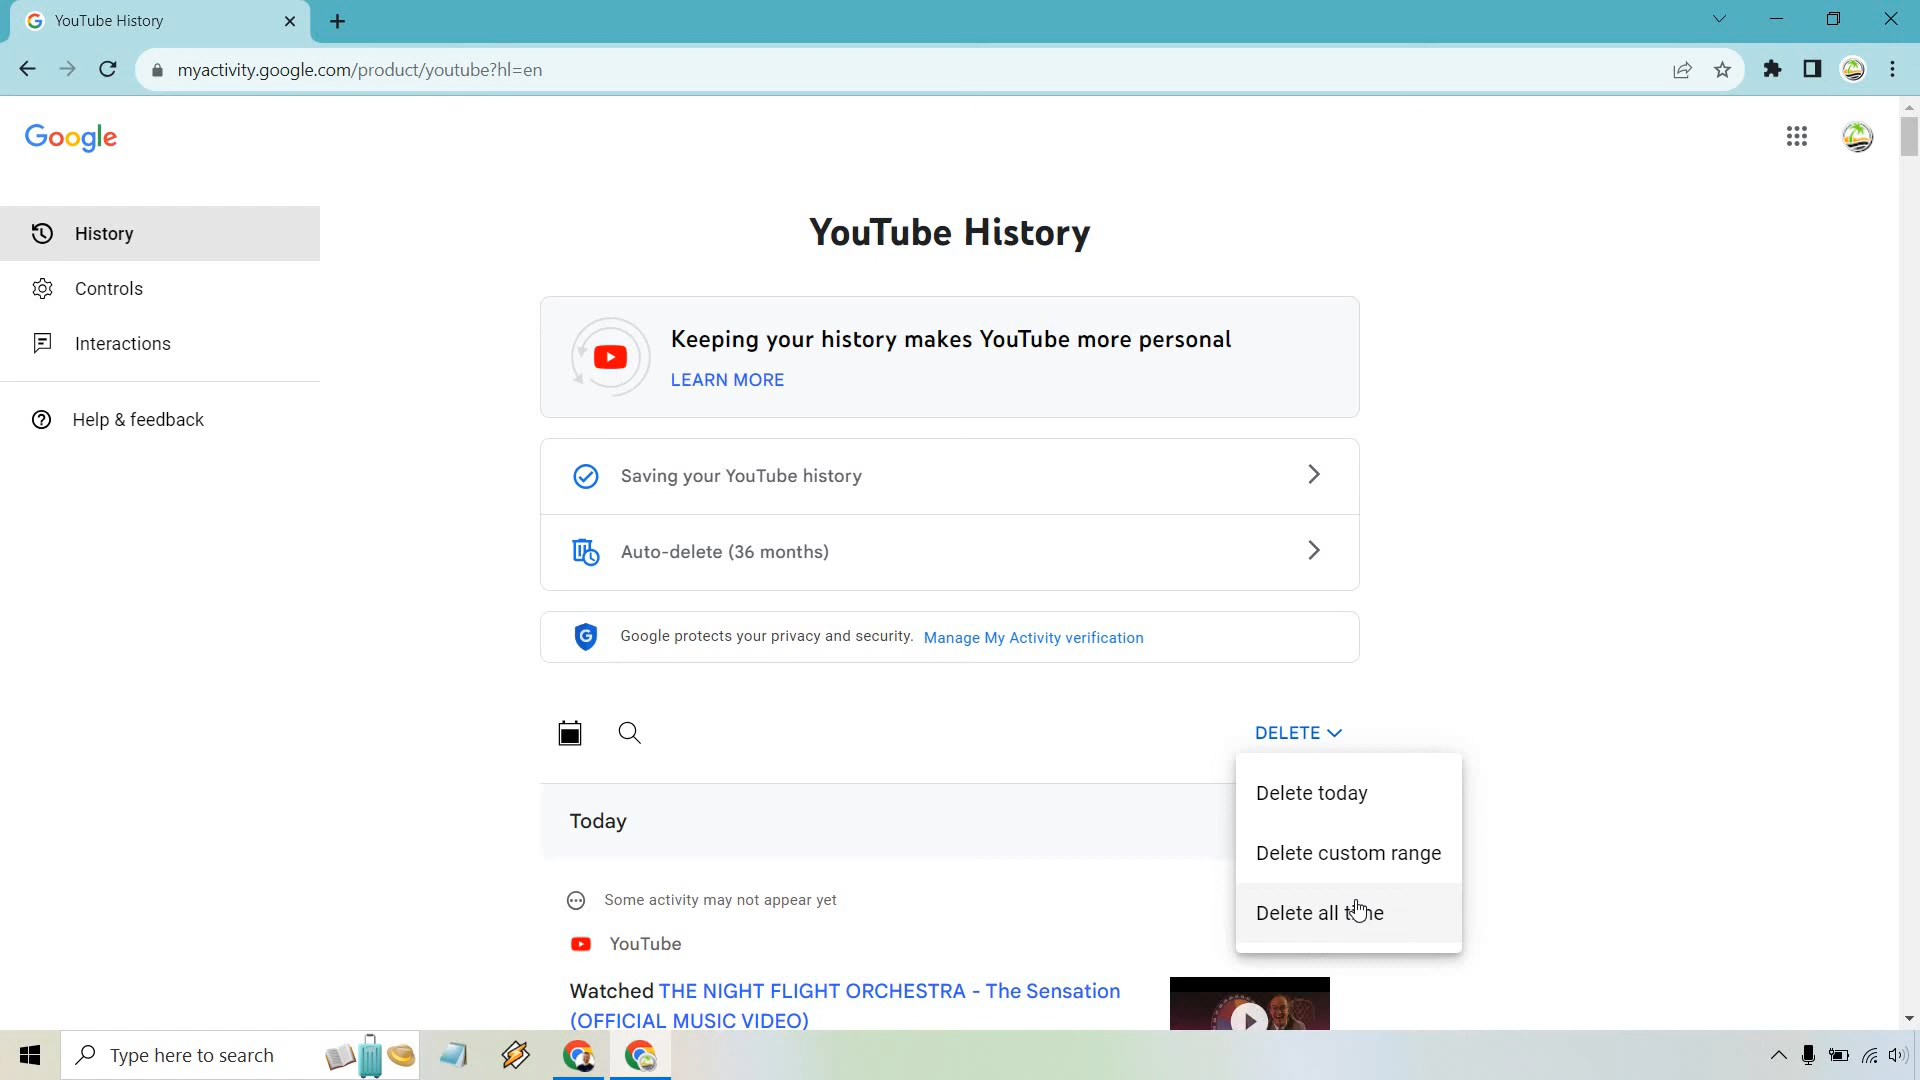 YouTube History
myactivity.google.com/product/youtube?hl=en
Google
History
Controls
Interactions
Help & feedback
YouTube History
Keeping your history makes YouTube more personal
LEARN MORE
Saving your YouTube history
Auto-delete (36 months)
Google protects your privacy and security. Manage My Activity verification
DELETE
Delete today
Delete custom range
Delete all time
Today
Some activity may not appear yet
YouTube
Watched THE NIGHT FLIGHT ORCHESTRA - The Sensation
(OFFICIAL MUSIC VIDEO)
Type here to search